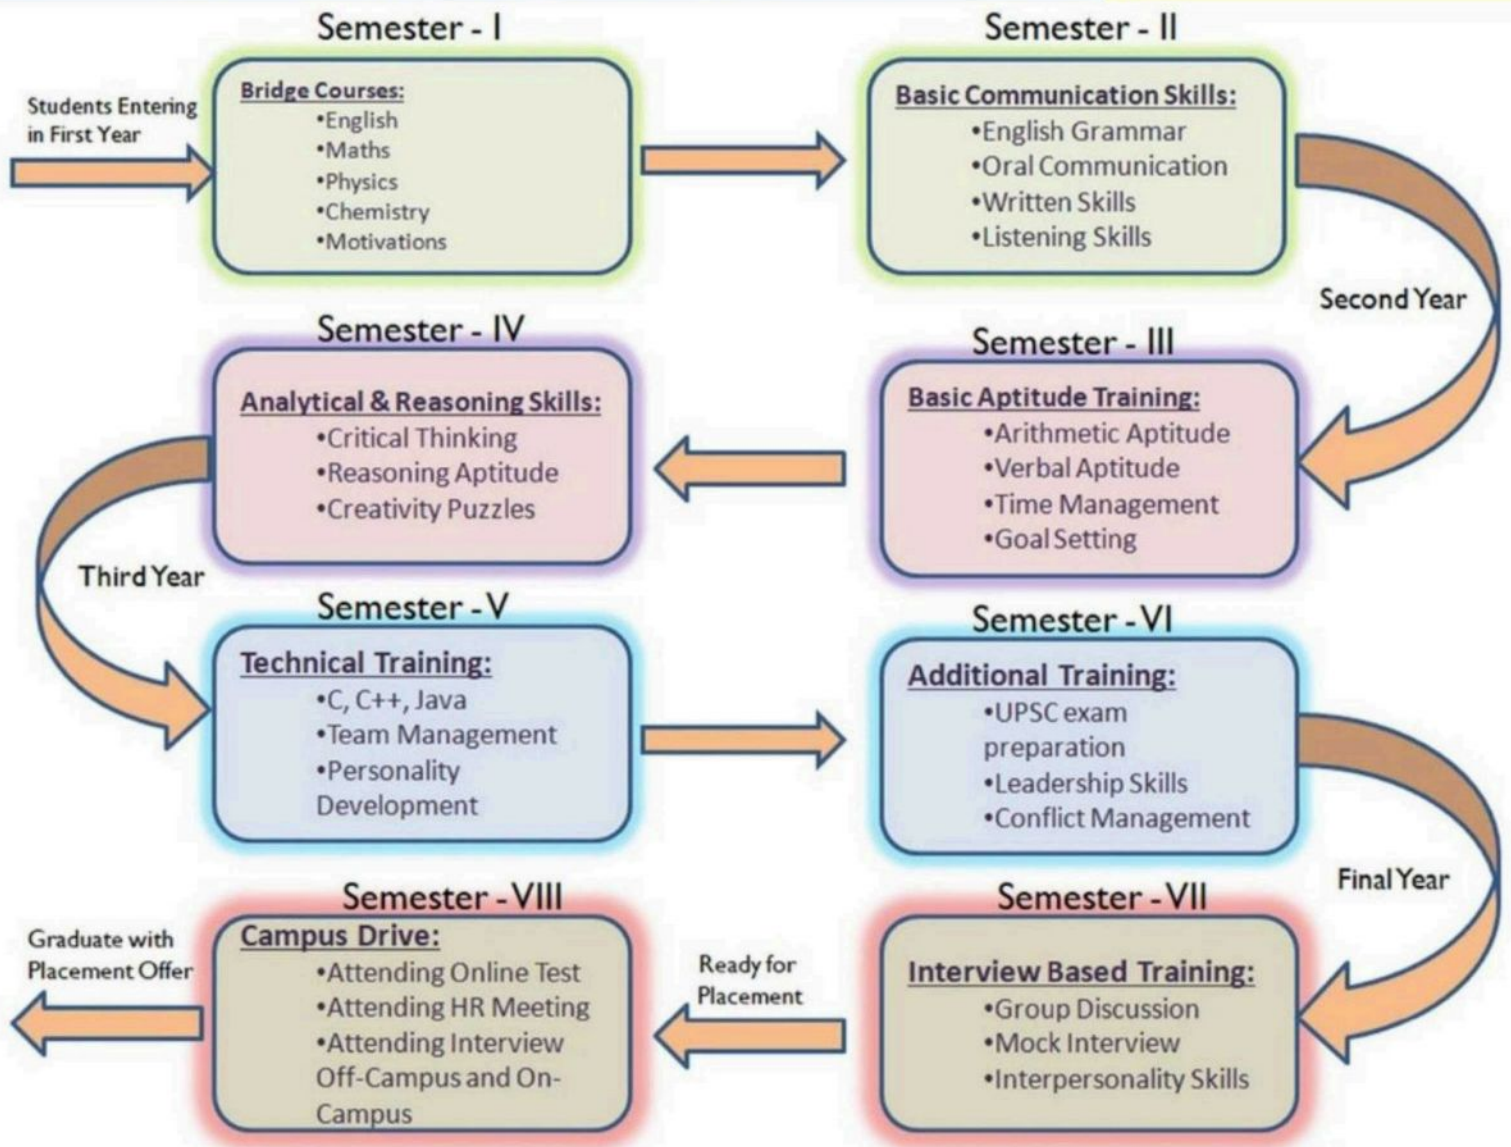 Semester - I
Students Entering
in First Year
Bridge Courses:
•English
•Maths
•Physics
•Chemistry
•Motivations
Semester - II
Basic Communication Skills:
•English Grammar
•Oral Communication
•Written Skills
•Listening Skills
Second Year
Semester - III
Basic Aptitude Training:
•Arithmetic Aptitude
•Verbal Aptitude
•Time Management
•Goal Setting
Semester - IV
Analytical & Reasoning Skills:
•Critical Thinking
•Reasoning Aptitude
•Creativity Puzzles
Third Year
Semester - V
Technical Training:
•C, C++, Java
•Team Management
•Personality
Development
Semester - VI
Additional Training:
•UPSC exam
preparation
•Leadership Skills
•Conflict Management
Final Year
Semester - VII
Interview Based Training:
•Group Discussion
•Mock Interview
•Interpersonality Skills
Ready for
Placement
Semester - VIII
Campus Drive:
•Attending Online Test
•Attending HR Meeting
•Attending Interview
Off-Campus and On-
Campus
Graduate with
Placement Offer